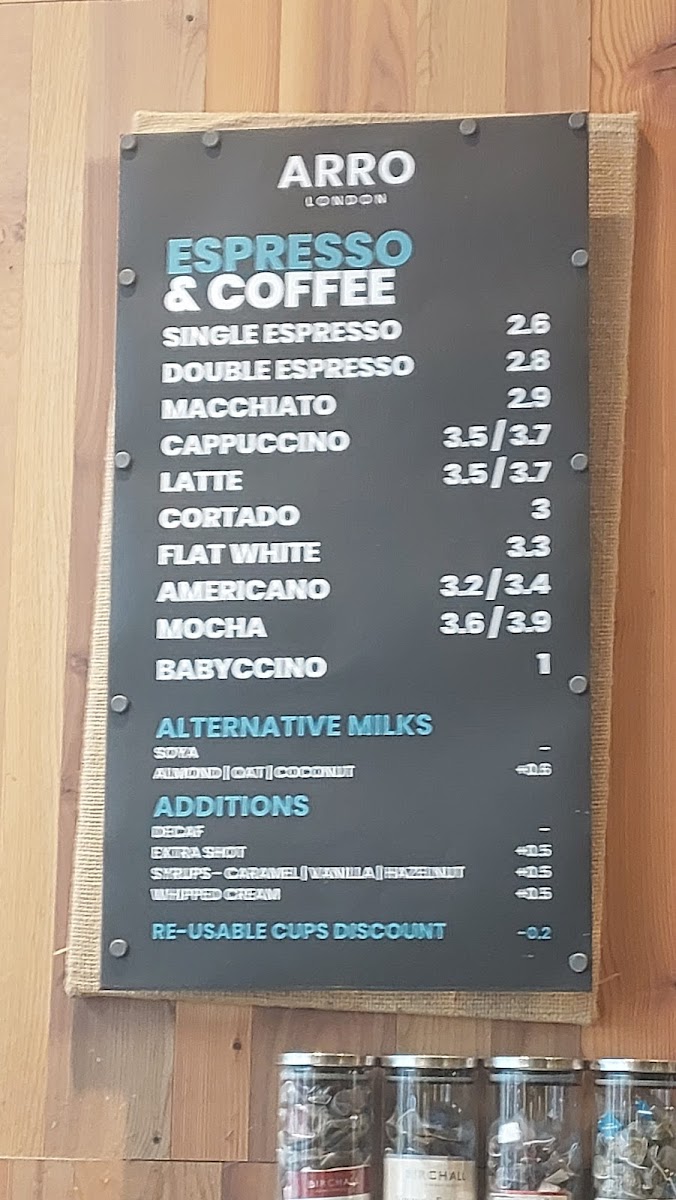 ARRO
LONDON
ESPRESSO
& COFFEE
SINGLE ESPRESSO 2.6
DOUBLE ESPRESSO 2.8
MACCHIATO 2.9
CAPPUCCINO 3.5 / 3.7
LATTE 3.5 / 3.7
CORTADO 3
FLAT WHITE 3.3
AMERICANO 3.2 / 3.4
MOCHA 3.6 / 3.9
BABYCCINO 1
ALTERNATIVE MILKS
SOYA –
ALMOND | OAT | COCONUT
ADDITIONS
DECAF –
EXTRA SHOT +0.5
SYRUPS – CARAMEL | VANILLA | HAZELNUT +0.5
WHIPPED CREAM +0.5
RE-USABLE CUPS DISCOUNT -0.2
BIRCHALL BIRCHALL